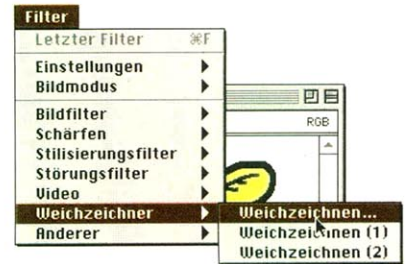 Filter
Letzter Filter ⌘F
Einstellungen
Bildmodus
Bildfilter
Schärfen
Stilisierungsfilter
Störungsfilter
Video
Weichzeichner
Anderer
RGB
Weichzeichnen...
Weichzeichnen (1)
Weichzeichnen (2)